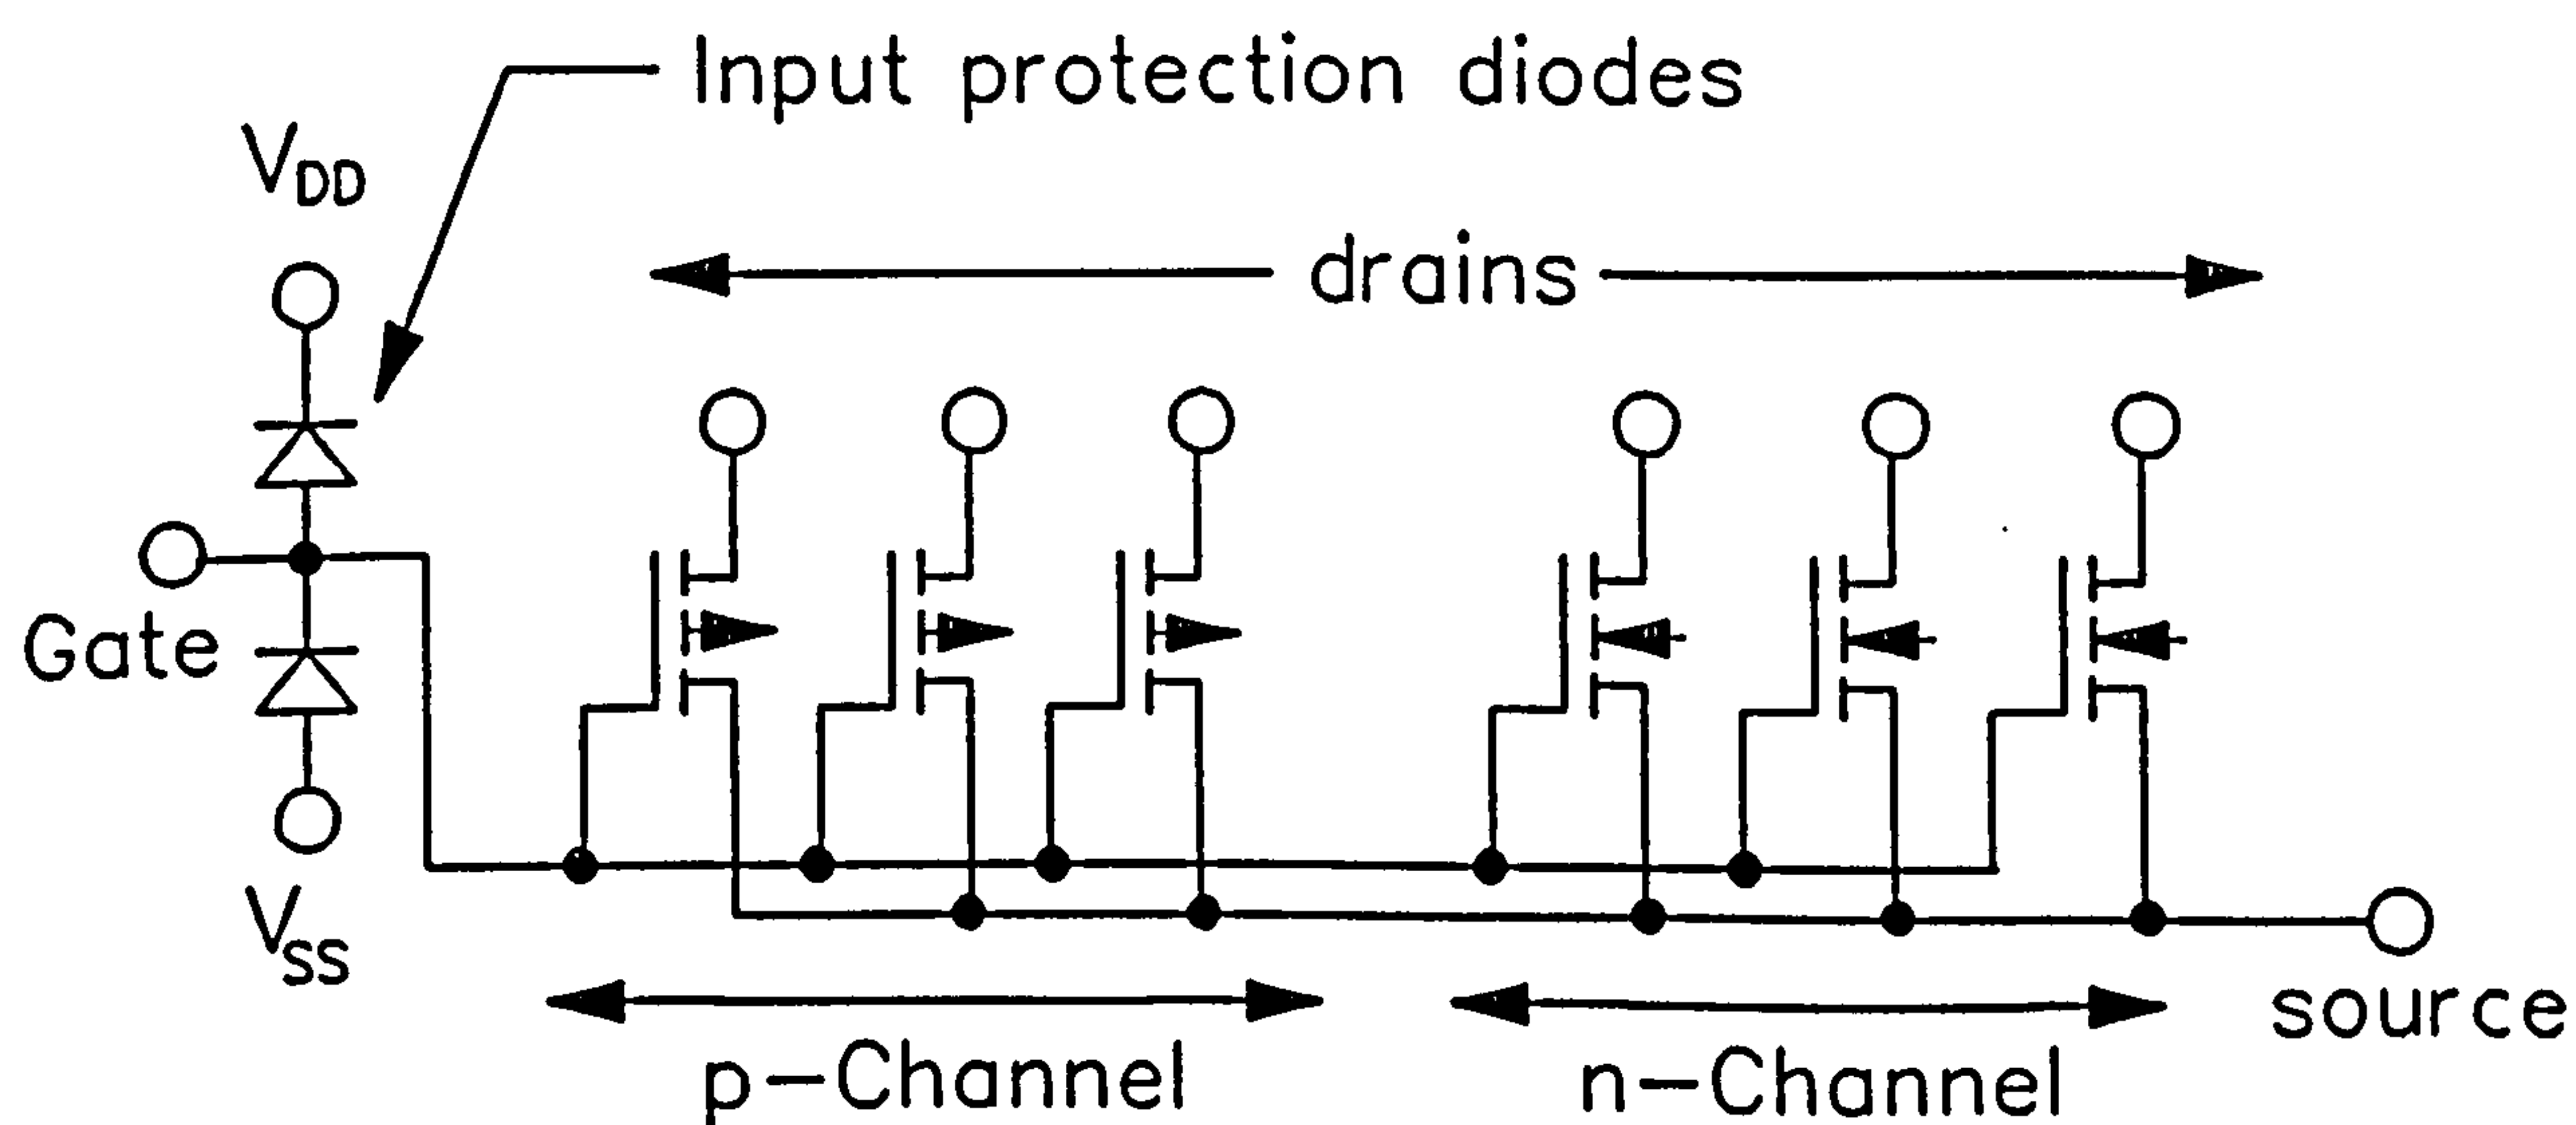 Input protection diodes
VDD
drains
Gate
VSS
source
p-Channel
n-Channel